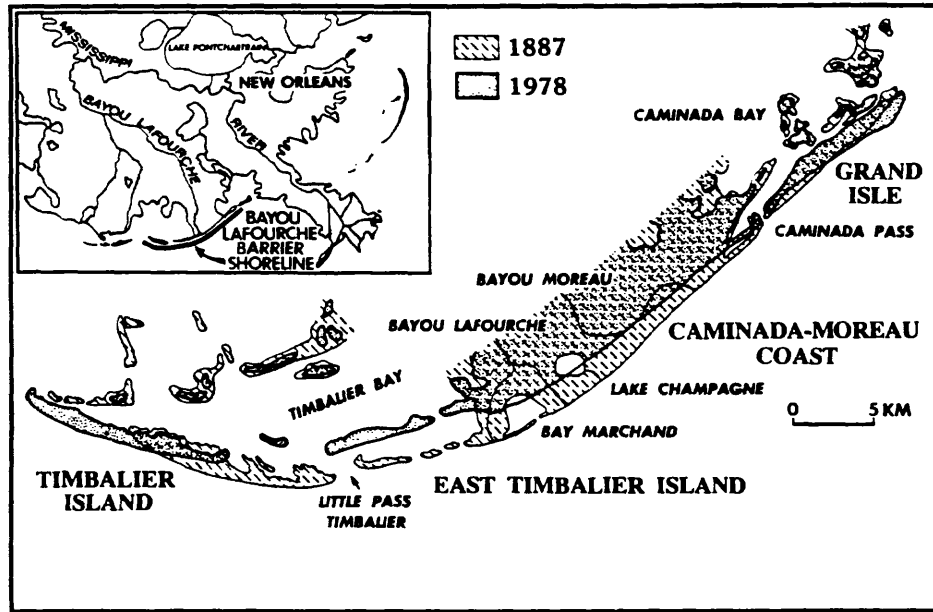 MISSISSIPPI
LAKE PONTCHARTRAIN
NEW ORLEANS
BAYOU LAFOURCHE
RIVER
BAYOU
LAFOURCHE
BARRIER
SHORELINE
1887
1978
CAMINADA BAY
GRAND
ISLE
CAMINADA PASS
BAYOU MOREAU
BAYOU LAFOURCHE
CAMINADA-MOREAU
COAST
LAKE CHAMPAGNE
0 5 KM
TIMBALIER BAY
BAY MARCHAND
TIMBALIER
ISLAND
EAST TIMBALIER ISLAND
LITTLE PASS
TIMBALIER